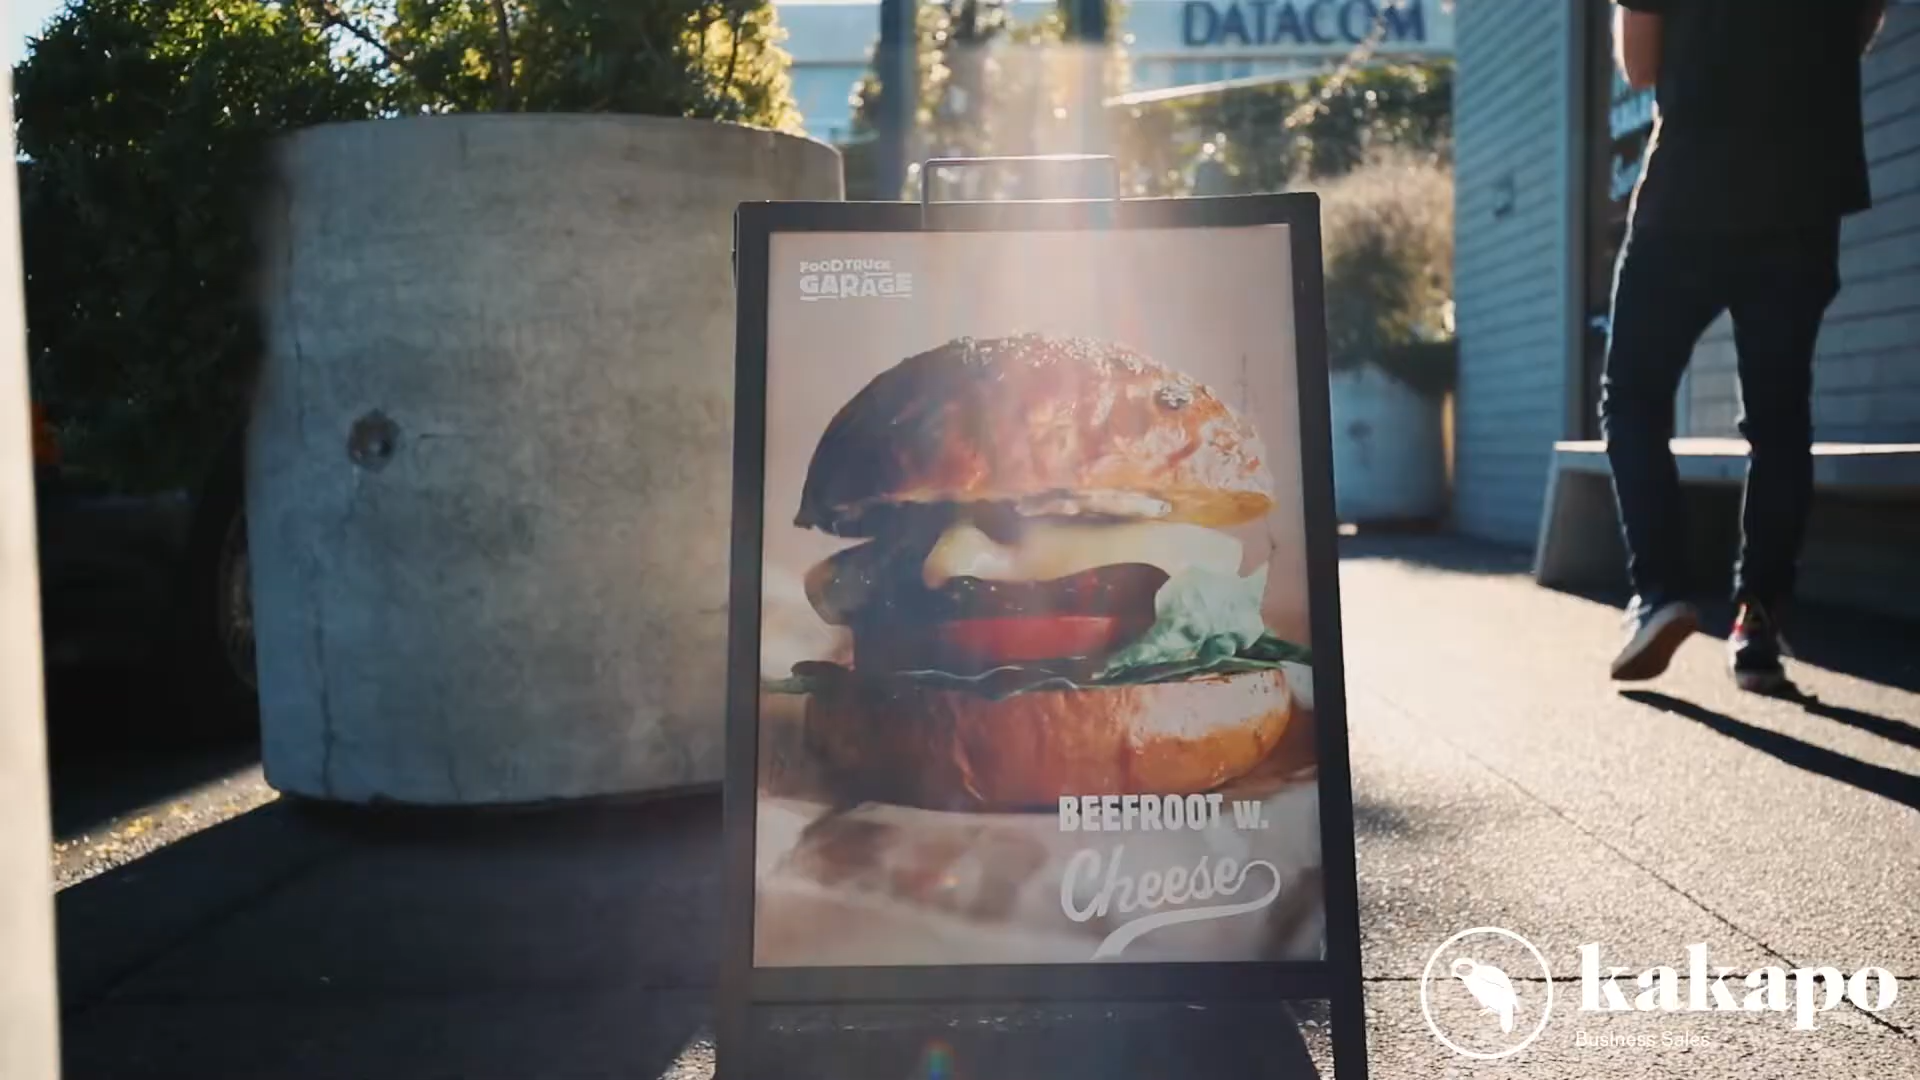 DATACOM
FOOD TRUCK
GARAGE
BEEFROOT w.
Cheese
kakapo
Business Sales